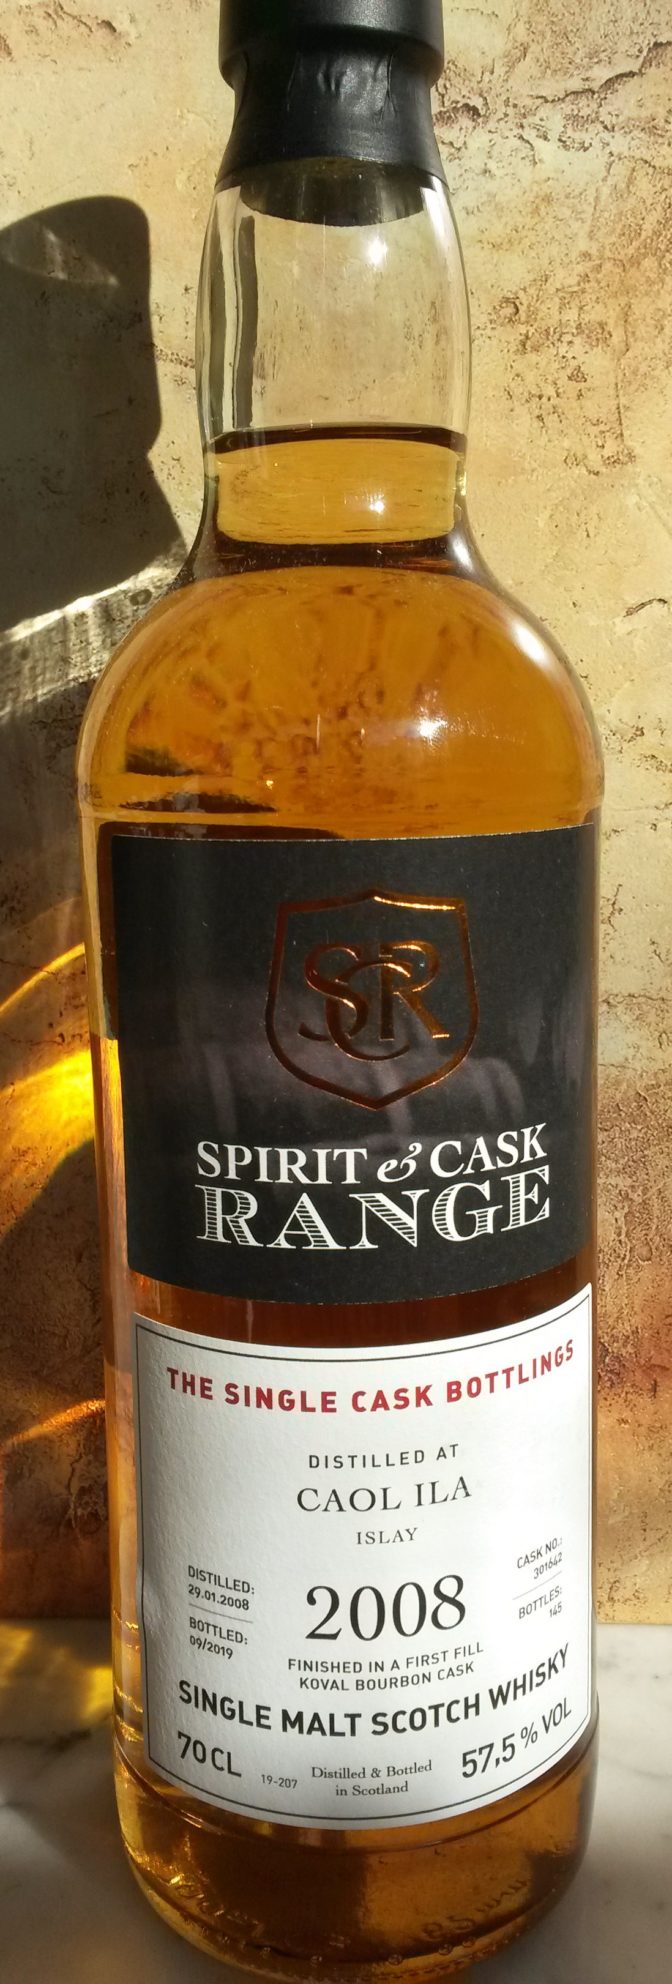 SCR
SPIRIT & CASK
RANGE
THE SINGLE CASK BOTTLINGS
DISTILLED AT
CAOL ILA
ISLAY
DISTILLED:
29.01.2008
BOTTLED:
09/2019
2008
CASK NO.:
301642
BOTTLES:
145
FINISHED IN A FIRST FILL
KOVAL BOURBON CASK
SINGLE MALT SCOTCH WHISKY
70 CL
19-207
Distilled & Bottled
in Scotland
57,5 % VOL